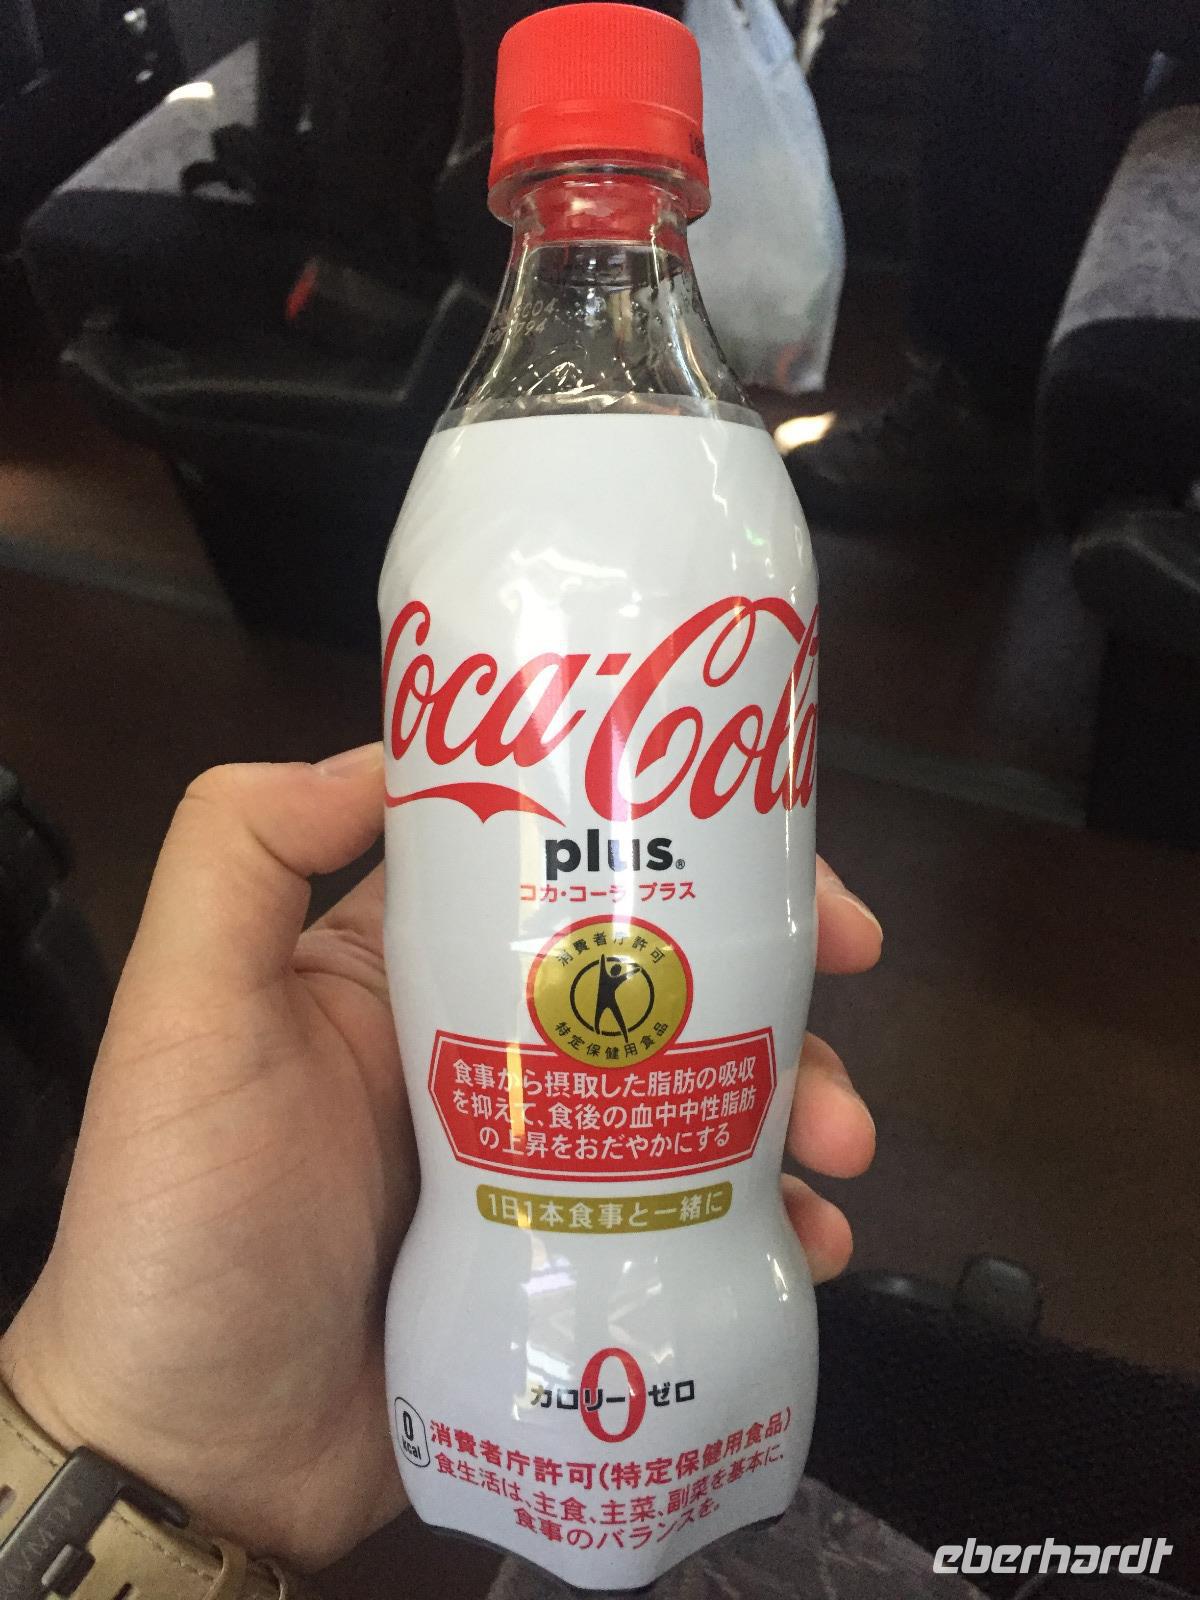 Coca-Cola
plus®
コカ・コーラ プラス
消費者庁許可
特定保健用食品
食事から摂取した脂肪の吸収
を抑えて、食後の血中中性脂肪
の上昇をおだやかにする
1日1本食事と一緒に
カロリー0ゼロ
0
kcal
消費者庁許可(特定保健用食品)
食生活は、主食、主菜、副菜を基本に、
食事のバランスを。
eberhardt